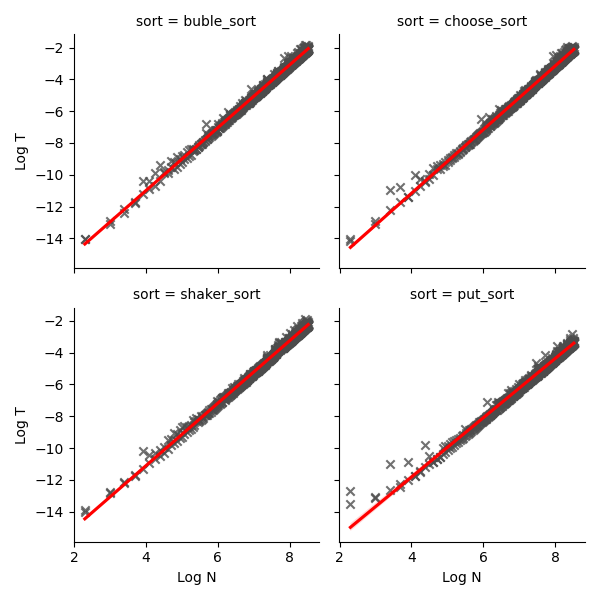 sort = buble_sort
sort = choose_sort
−2
−4
−6
−8
−10
−12
−14
Log T
sort = shaker_sort
sort = put_sort
−2
−4
−6
−8
−10
−12
−14
Log T
2 4 6 8
2 4 6 8
Log N
Log N